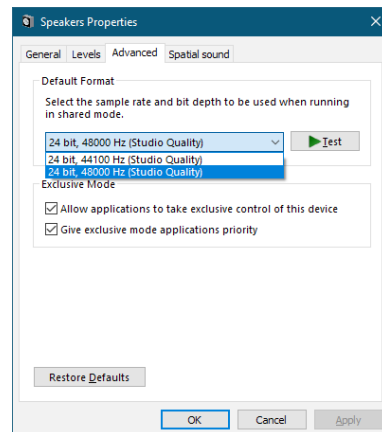 Speakers Properties
General Levels Advanced Spatial sound
Default Format
Select the sample rate and bit depth to be used when running
in shared mode.
24 bit, 48000 Hz (Studio Quality)
Test
24 bit, 44100 Hz (Studio Quality)
24 bit, 48000 Hz (Studio Quality)
Exclusive Mode
Allow applications to take exclusive control of this device
Give exclusive mode applications priority
Restore Defaults
OK Cancel Apply